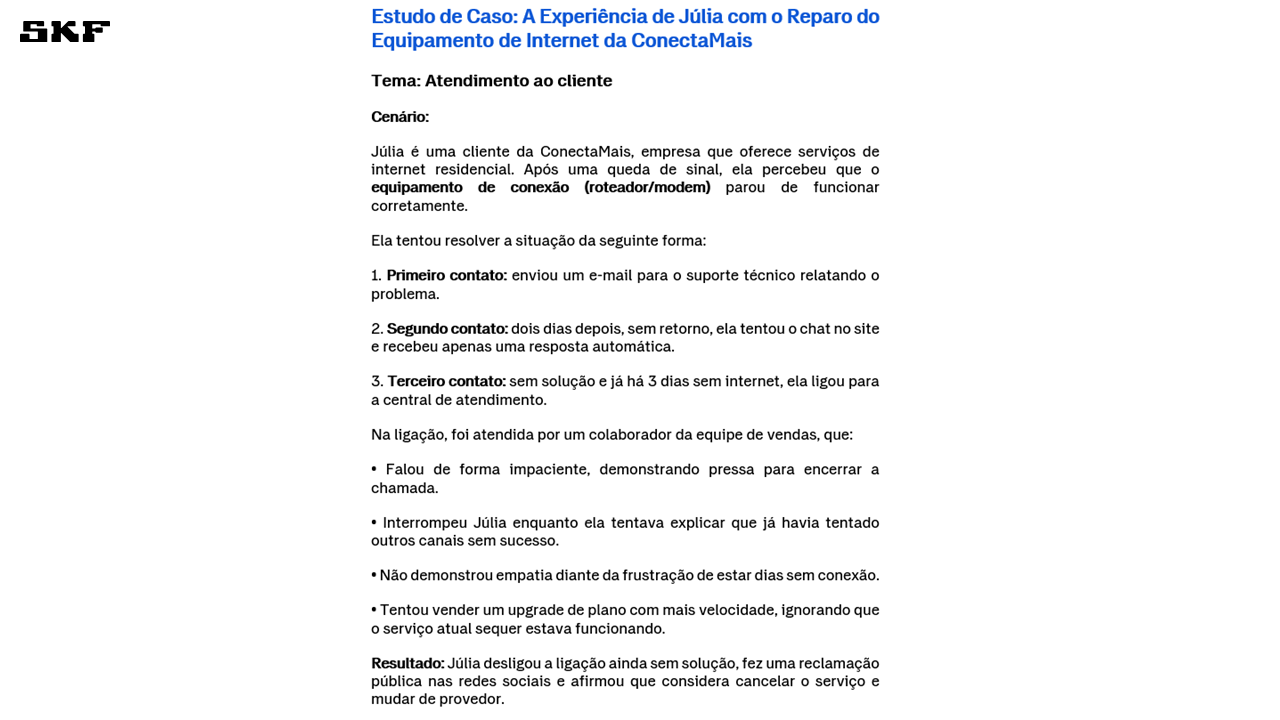 SKF
Estudo de Caso: A Experiência de Júlia com o Reparo do
Equipamento de Internet da ConectaMais
Tema: Atendimento ao cliente
Cenário:
Júlia é uma cliente da ConectaMais, empresa que oferece serviços de
internet residencial. Após uma queda de sinal, ela percebeu que o
equipamento de conexão (roteador/modem) parou de funcionar
corretamente.
Ela tentou resolver a situação da seguinte forma:
1. Primeiro contato: enviou um e-mail para o suporte técnico relatando o
problema.
2. Segundo contato: dois dias depois, sem retorno, ela tentou o chat no site
e recebeu apenas uma resposta automática.
3. Terceiro contato: sem solução e já há 3 dias sem internet, ela ligou para
a central de atendimento.
Na ligação, foi atendida por um colaborador da equipe de vendas, que:
• Falou de forma impaciente, demonstrando pressa para encerrar a
chamada.
• Interrompeu Júlia enquanto ela tentava explicar que já havia tentado
outros canais sem sucesso.
• Não demonstrou empatia diante da frustração de estar dias sem conexão.
• Tentou vender um upgrade de plano com mais velocidade, ignorando que
o serviço atual sequer estava funcionando.
Resultado: Júlia desligou a ligação ainda sem solução, fez uma reclamação
pública nas redes sociais e afirmou que considera cancelar o serviço e
mudar de provedor.